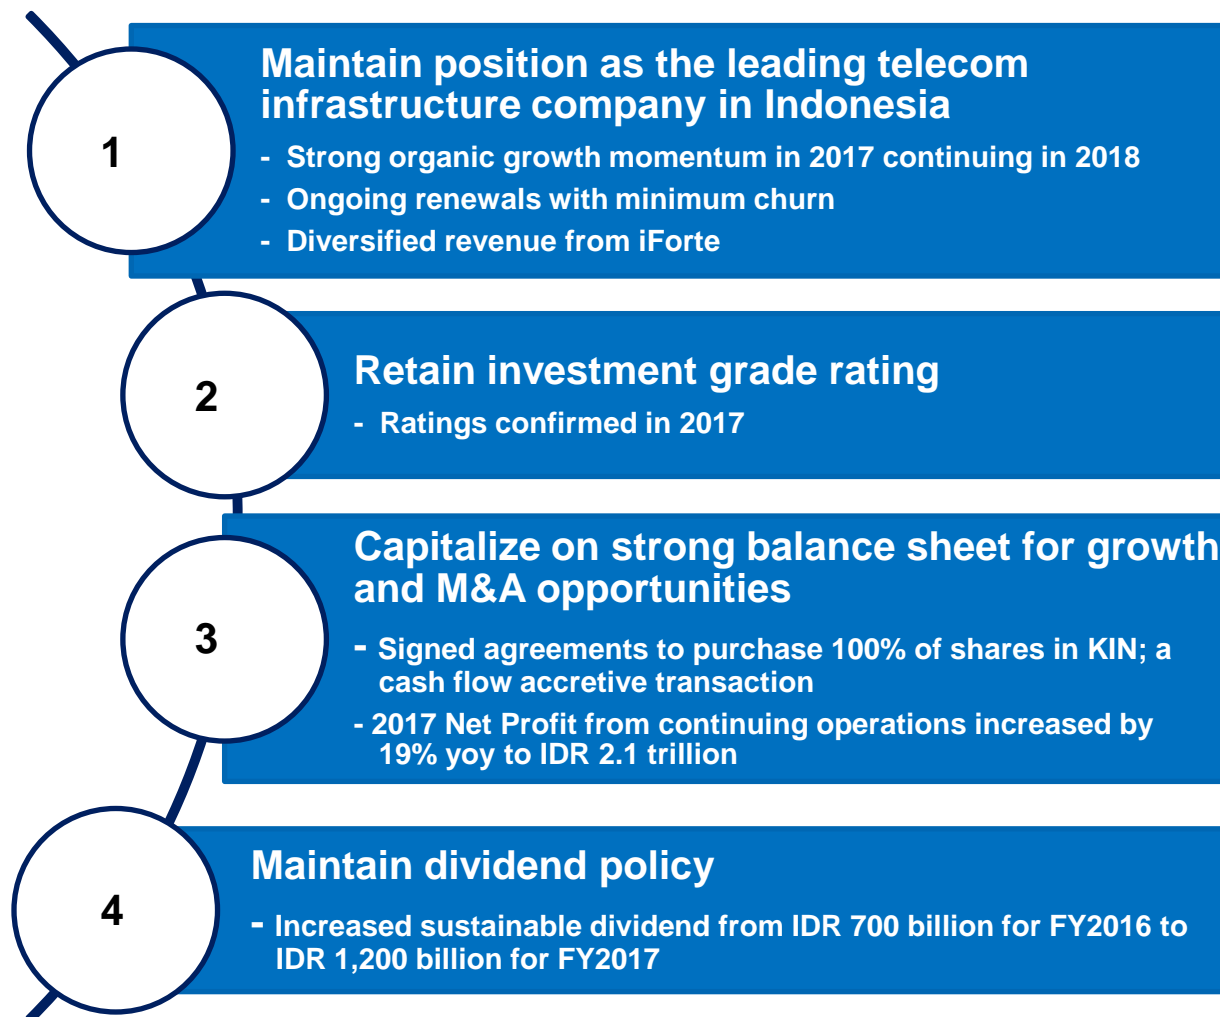 1
Maintain position as the leading telecom
infrastructure company in Indonesia
- Strong organic growth momentum in 2017 continuing in 2018
- Ongoing renewals with minimum churn
- Diversified revenue from iForte
2
Retain investment grade rating
- Ratings confirmed in 2017
3
Capitalize on strong balance sheet for growth
and M&A opportunities
- Signed agreements to purchase 100% of shares in KIN; a
cash flow accretive transaction
- 2017 Net Profit from continuing operations increased by
19% yoy to IDR 2.1 trillion
4
Maintain dividend policy
- Increased sustainable dividend from IDR 700 billion for FY2016 to
IDR 1,200 billion for FY2017